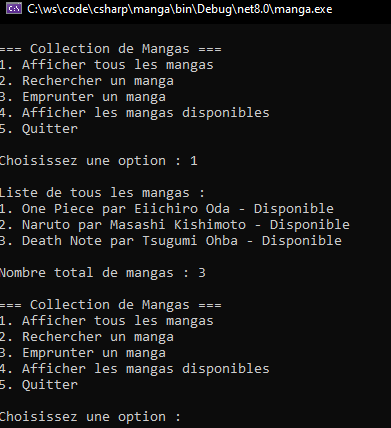 C:\ws\code\csharp\manga\bin\Debug\net8.0\manga.exe
=== Collection de Mangas ===
1. Afficher tous les mangas
2. Rechercher un manga
3. Emprunter un manga
4. Afficher les mangas disponibles
5. Quitter
Choisissez une option : 1
Liste de tous les mangas :
1. One Piece par Eiichiro Oda - Disponible
2. Naruto par Masashi Kishimoto - Disponible
3. Death Note par Tsugumi Ohba - Disponible
Nombre total de mangas : 3
=== Collection de Mangas ===
1. Afficher tous les mangas
2. Rechercher un manga
3. Emprunter un manga
4. Afficher les mangas disponibles
5. Quitter
Choisissez une option :